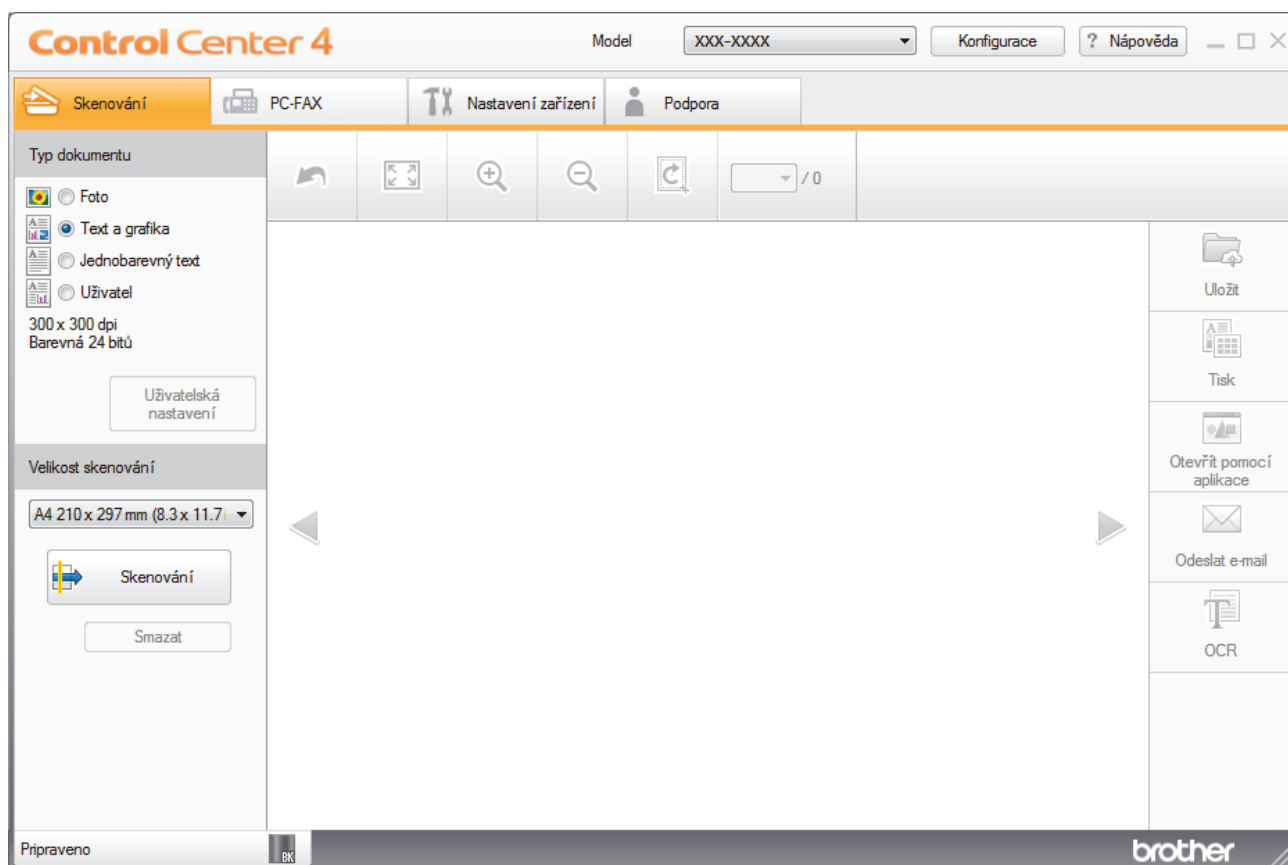 Control Center 4
Model
XXX-XXXX
Konfigurace
? Nápověda
Skenování
PC-FAX
Nastavení zařízení
Podpora
Typ dokumentu
/ 0
Foto
Text a grafika
Jednobarevný text
Uživatel
300 x 300 dpi
Barevná 24 bitů
Uživatelská
nastavení
Velikost skenování
A4 210 x 297 mm (8.3 x 11.7
Skenování
Smazat
Uložit
Tisk
Otevřít pomocí
aplikace
Odeslat e-mail
OCR
Pripraveno
BK
brother